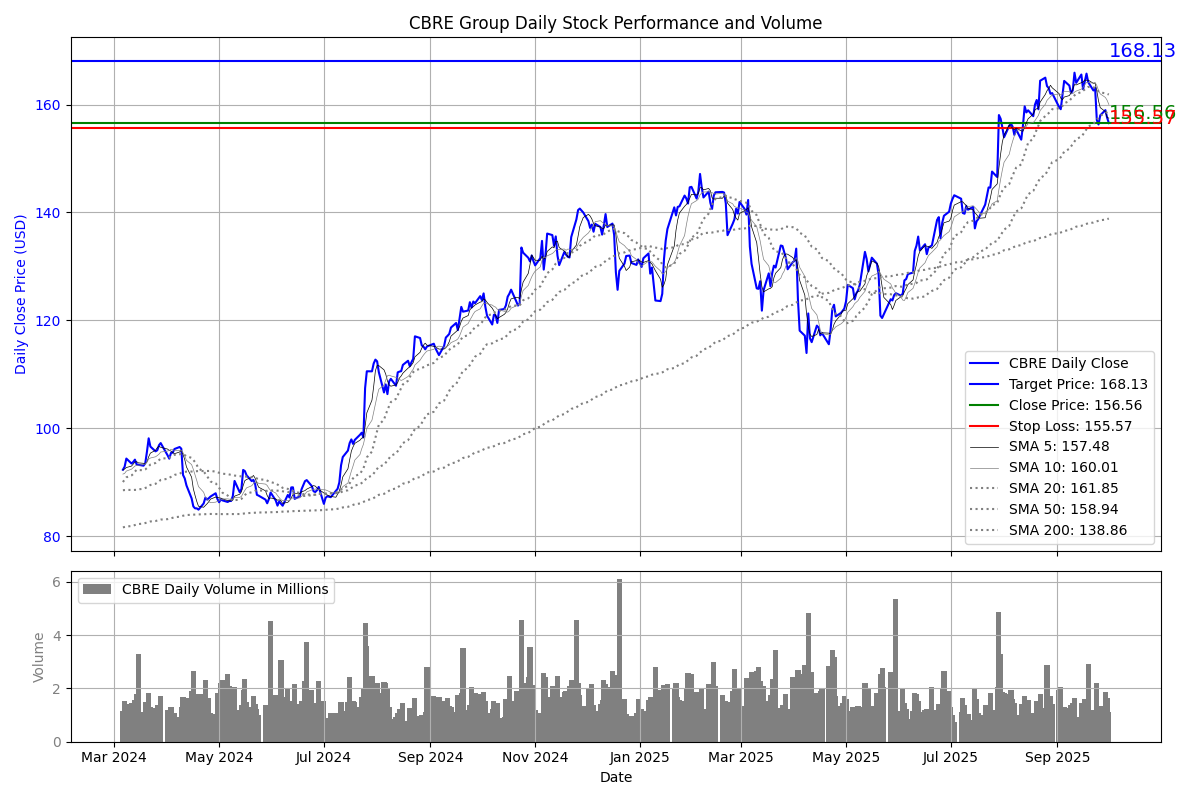 CBRE Group Daily Stock Performance and Volume
168.13
160
156.56
155.57
140
120
100
80
Daily Close Price (USD)
CBRE Daily Close
Target Price: 168.13
Close Price: 156.56
Stop Loss: 155.57
SMA 5: 157.48
SMA 10: 160.01
SMA 20: 161.85
SMA 50: 158.94
SMA 200: 138.86
6
4
2
0
Volume
CBRE Daily Volume in Millions
Mar 2024 May 2024 Jul 2024 Sep 2024 Nov 2024 Jan 2025 Mar 2025 May 2025 Jul 2025 Sep 2025
Date